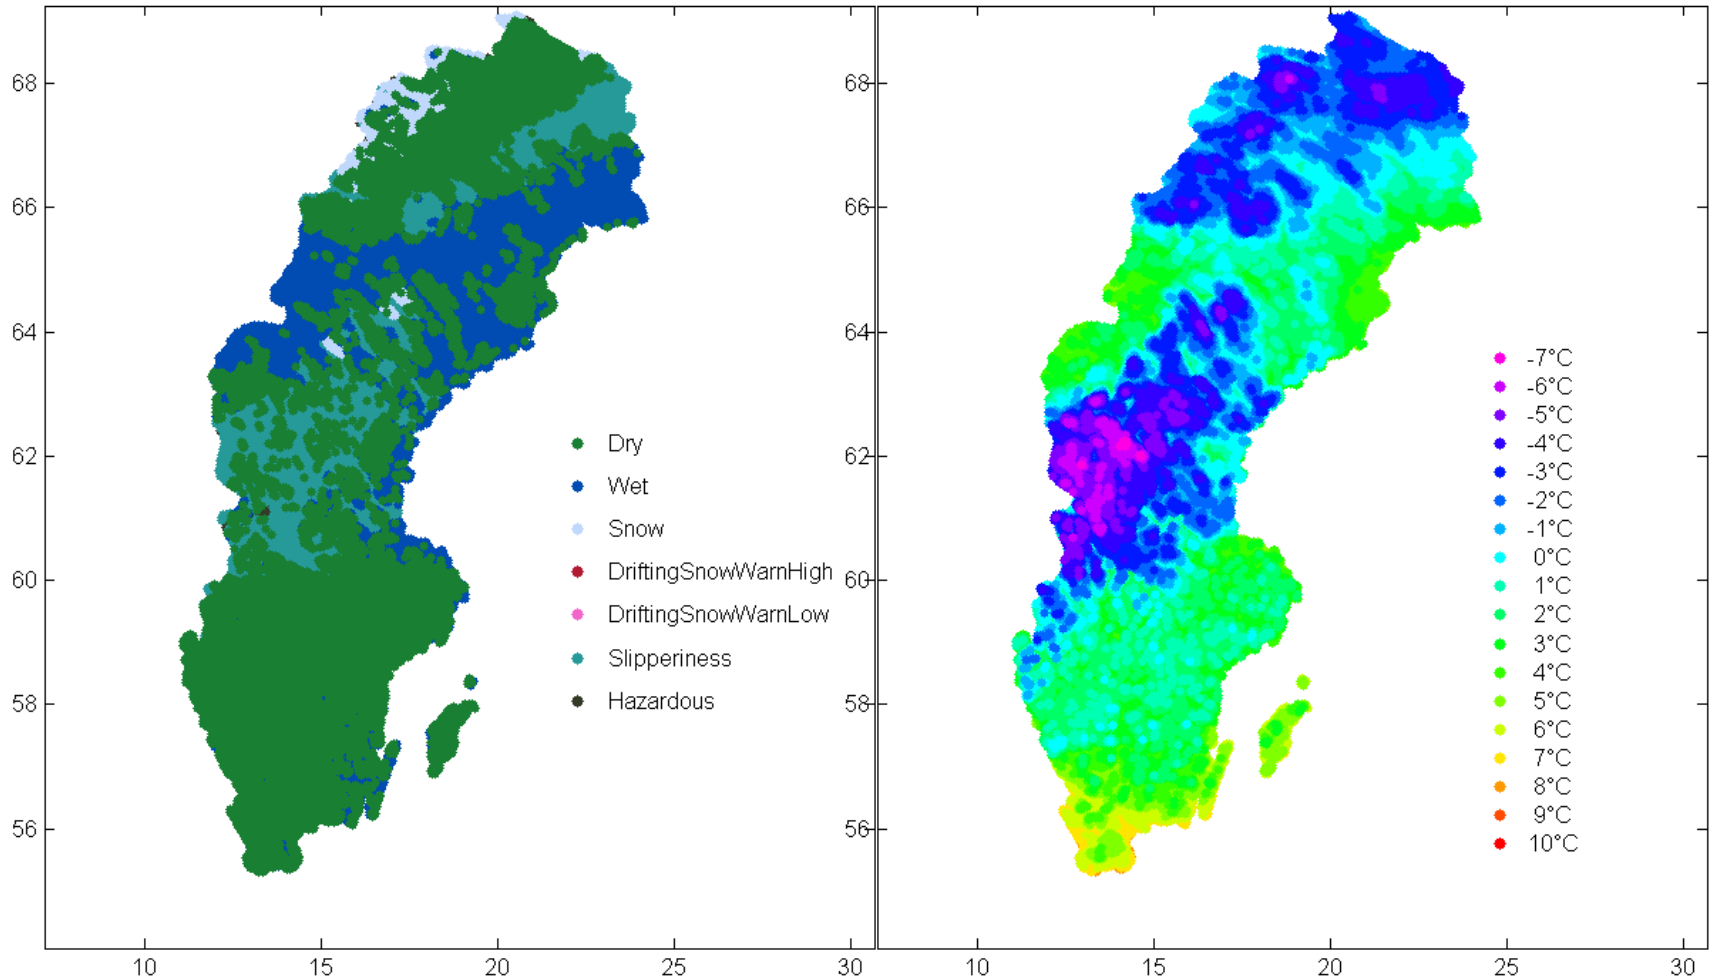 68
66
64
62
60
58
56
10
15
20
25
30
Dry
Wet
Snow
DriftingSnowWarnHigh
DriftingSnowWarnLow
Slipperiness
Hazardous
68
66
64
62
60
58
56
10
15
20
25
30
-7°C
-6°C
-5°C
-4°C
-3°C
-2°C
-1°C
0°C
1°C
2°C
3°C
4°C
5°C
6°C
7°C
8°C
9°C
10°C